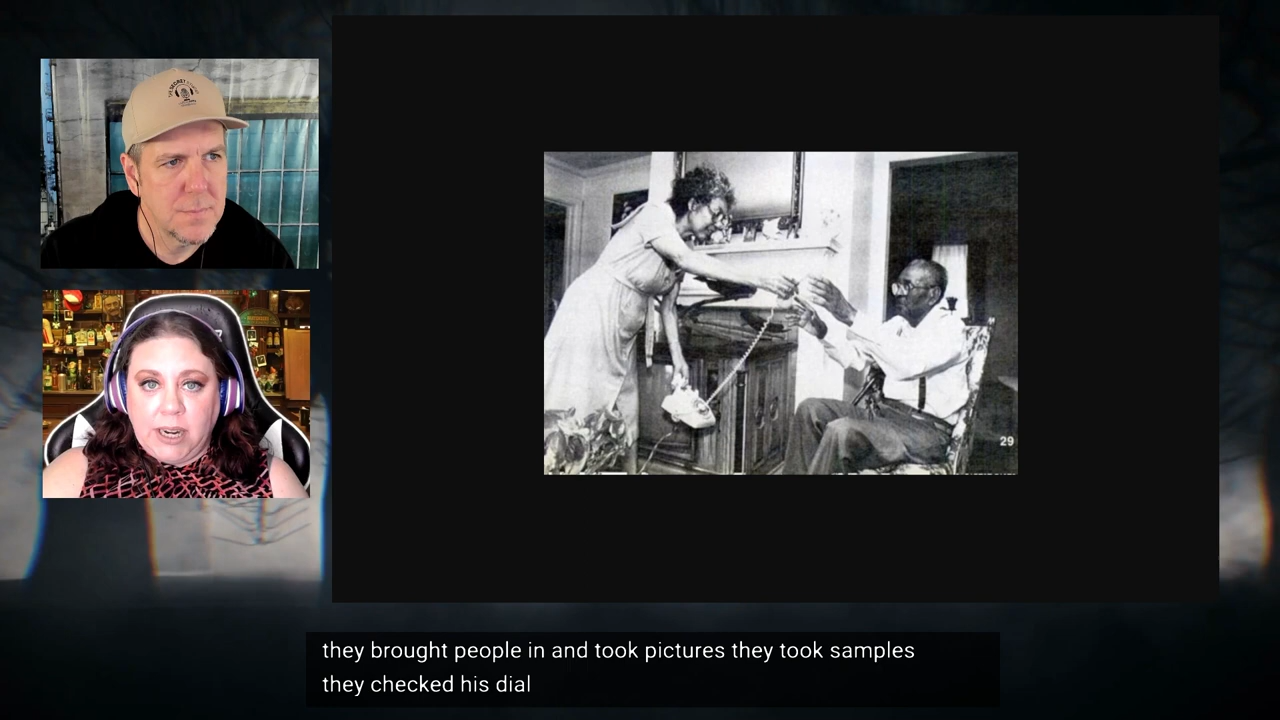 29
they brought people in and took pictures they took samples
they checked his dial